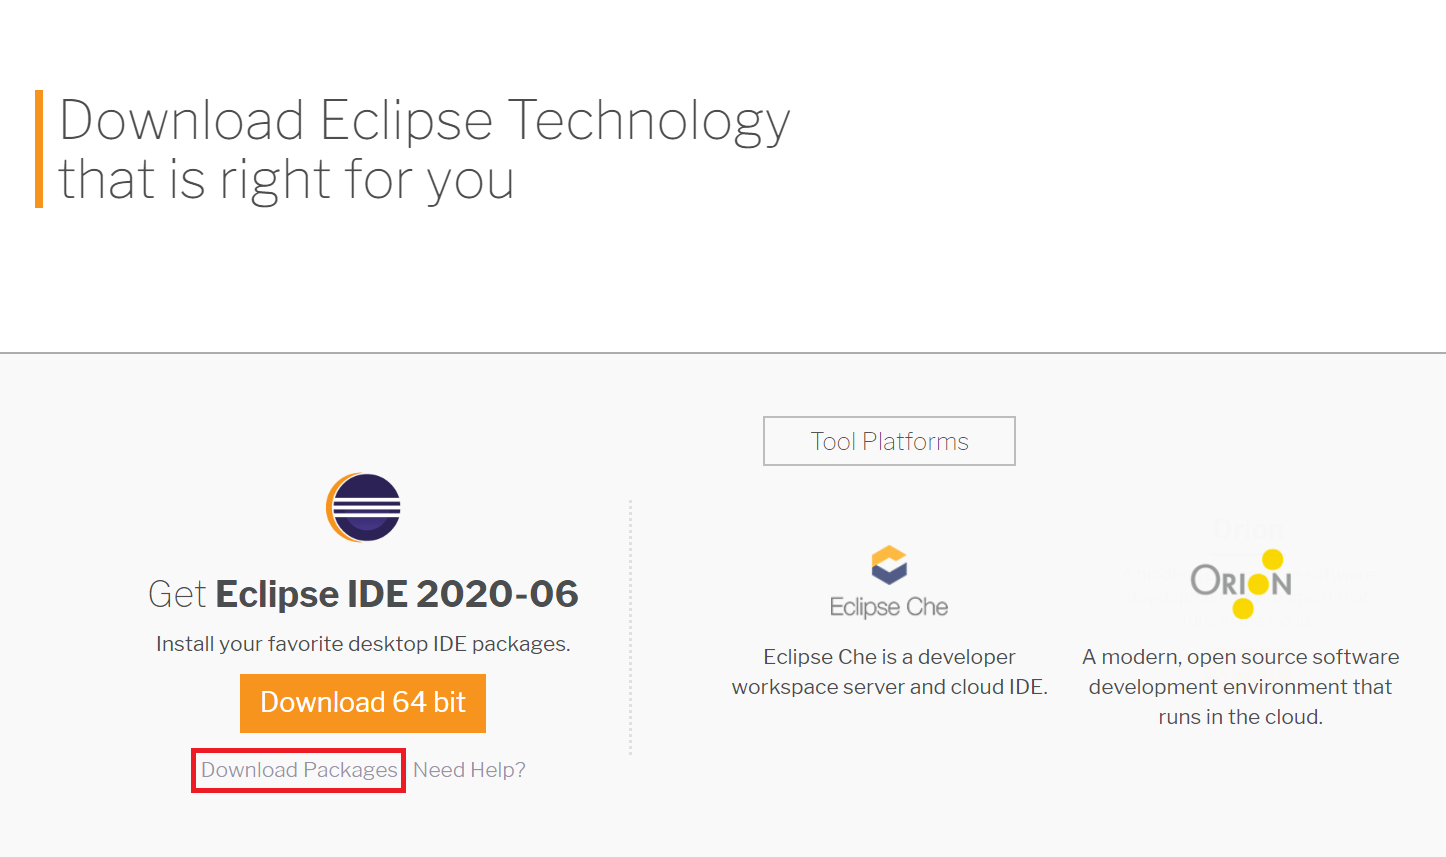 Download Eclipse Technology
that is right for you
Tool Platforms
Get Eclipse IDE 2020-06
Install your favorite desktop IDE packages.
Download 64 bit
Download Packages Need Help?
Eclipse Che
Eclipse Che is a developer
workspace server and cloud IDE.
Orion
ORION
A modern, open source software
development environment that
runs in the cloud.